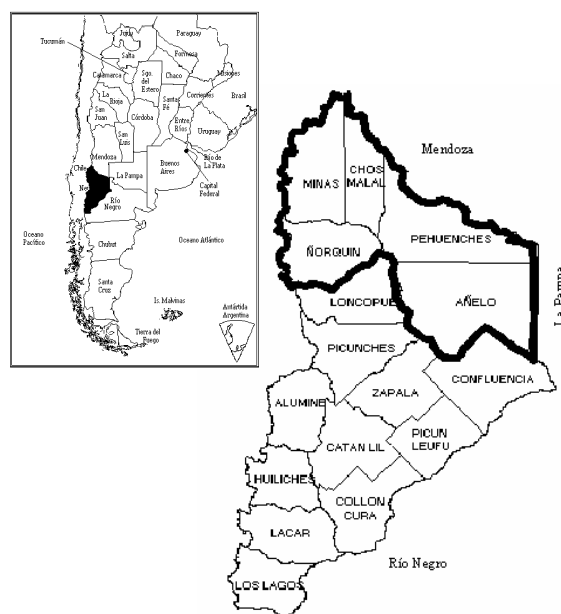 Jujuy
Paraguay
Tucumán
Salta
Formosa
Catamarca
Sgo.
del
Estero
Chaco
Misiones
La
Rioja
Santa
Fé
Corrientes
Brasil
San
Juan
Córdoba
Entre
Ríos
San
Luis
Uruguay
Mendoza
Buenos
Aires
Río de
La Plata
Chile
La Pampa
Capital
Federal
Río
Negro
Oceano
Pacífico
Chubut
Oceano Atlántico
Santa
Cruz
Is. Malvinas
Antártida
Argentina
Tierra del
Fuego
Mendoza
MINAS
CHOS
MALAL
PEHUENCHES
ÑORQUIN
LONCOPUE
AÑELO
La Pampa
PICUNCHES
CONFLUENCIA
ZAPALA
ALUMINE
PICUN
LEUFU
CATAN LIL
HUILICHES
COLLON
CURA
LACAR
Río Negro
LOS LAGOS